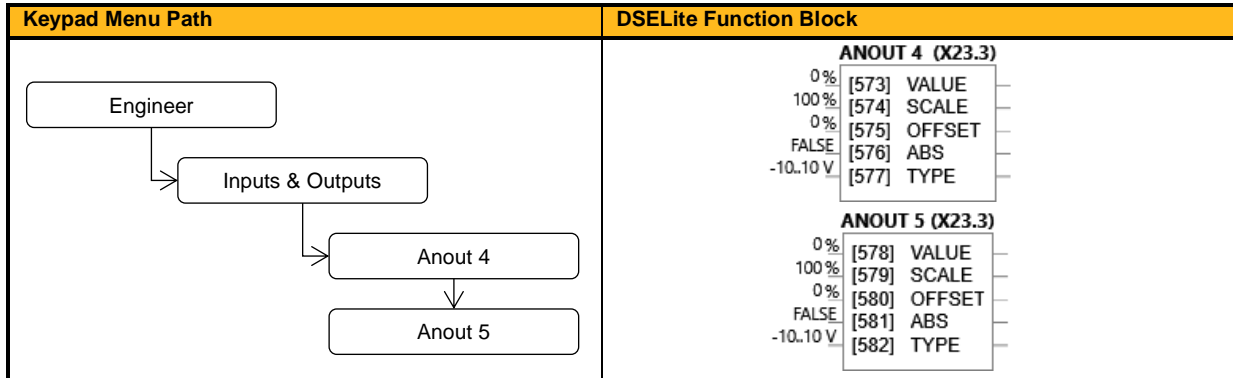 Keypad Menu Path
DSELite Function Block
Engineer
Inputs & Outputs
Anout 4
Anout 5
ANOUT 4 (X23.3)
0% [573] VALUE
100% [574] SCALE
0% [575] OFFSET
FALSE [576] ABS
-10..10 V [577] TYPE
ANOUT 5 (X23.3)
0% [578] VALUE
100% [579] SCALE
0% [580] OFFSET
FALSE [581] ABS
-10..10 V [582] TYPE